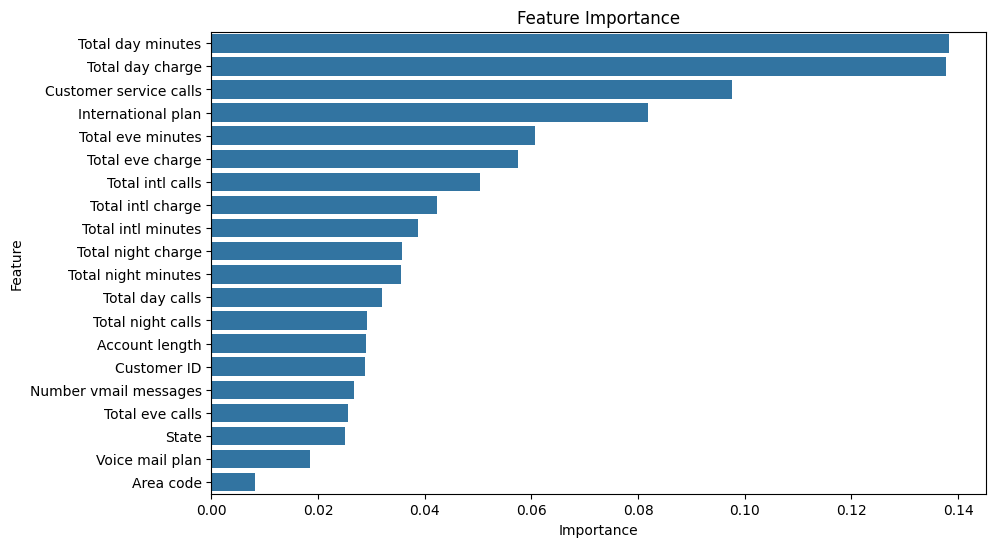 Feature Importance
Total day minutes
Total day charge
Customer service calls
International plan
Total eve minutes
Total eve charge
Total intl calls
Total intl charge
Total intl minutes
Total night charge
Total night minutes
Total day calls
Total night calls
Account length
Customer ID
Number vmail messages
Total eve calls
State
Voice mail plan
Area code
Feature
0.00 0.02 0.04 0.06 0.08 0.10 0.12 0.14
Importance